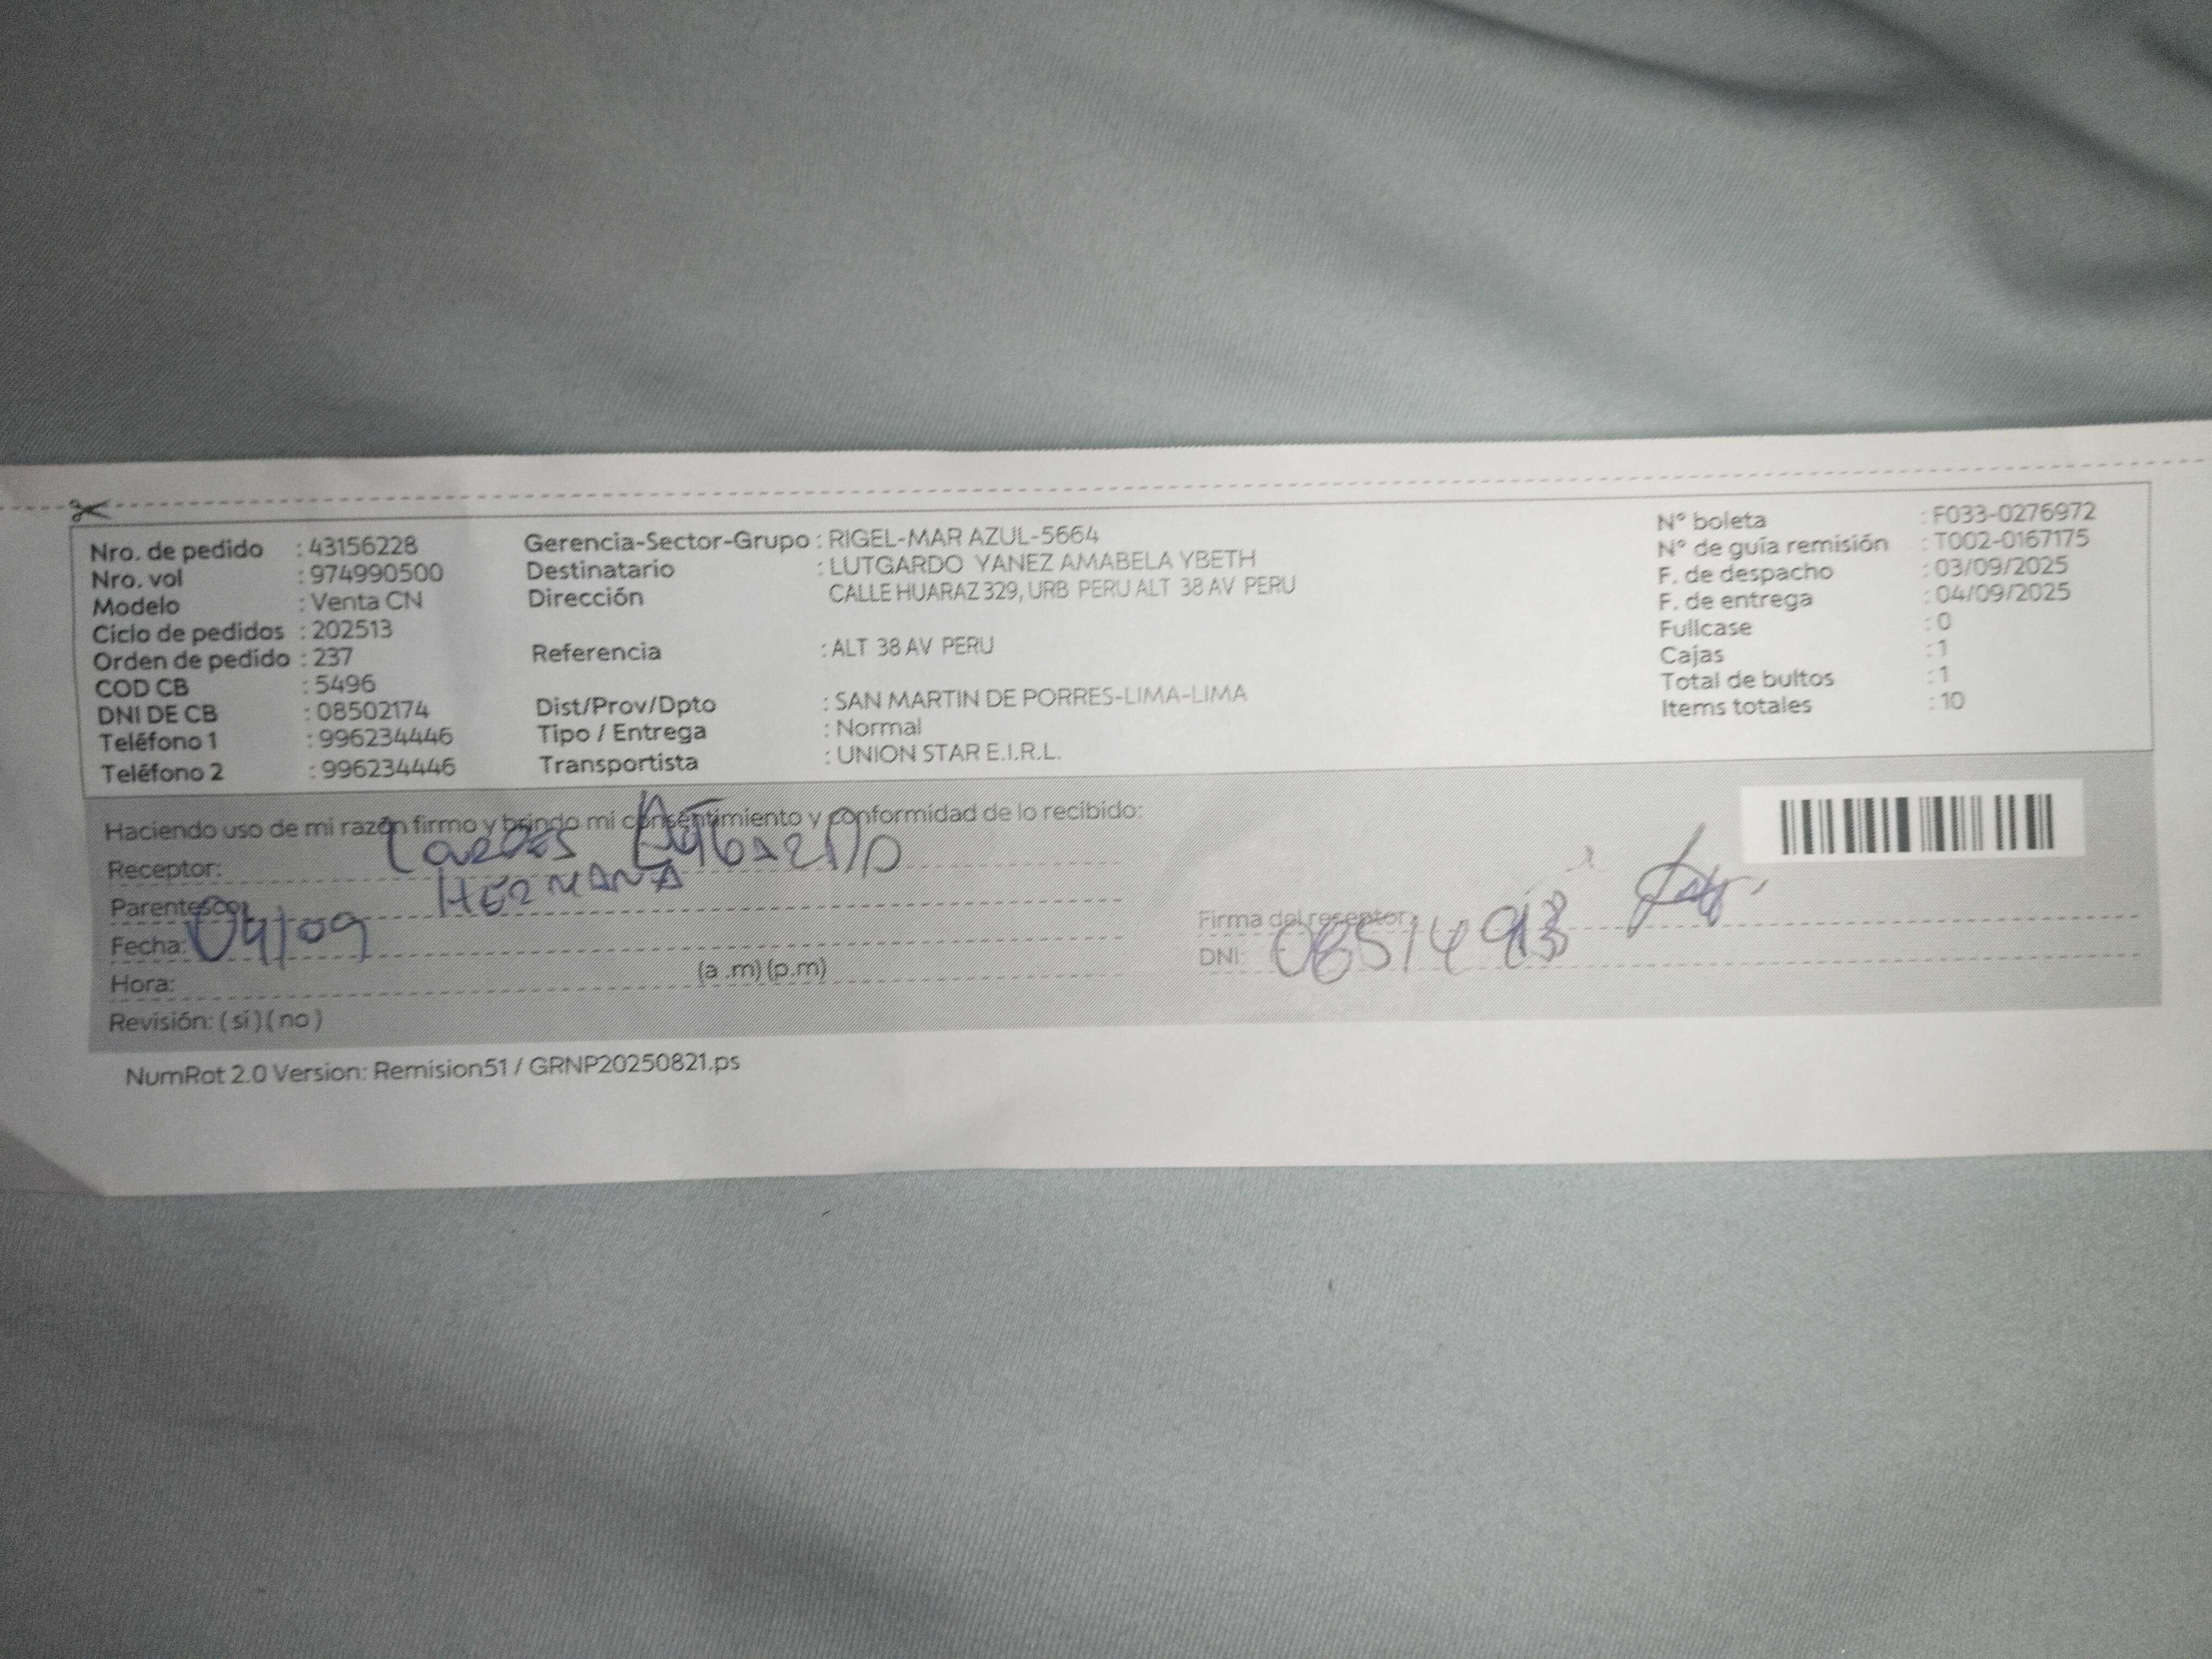 Nro. de pedido : 43156228
Nro. vol : 974990500
Modelo : Venta CN
Ciclo de pedidos : 202513
Orden de pedido : 237
COD CB : 5496
DNI DE CB : 08502174
Teléfono 1 : 996234446
Teléfono 2 : 996234446
Gerencia-Sector-Grupo : RIGEL-MAR AZUL-5664
Destinatario : LUTGARDO YANEZ AMABELA YBETH
Dirección CALLE HUARAZ 329, URB PERU ALT 38 AV PERU
Referencia : ALT 38 AV PERU
Dist/Prov/Dpto : SAN MARTIN DE PORRES-LIMA-LIMA
Tipo / Entrega : Normal
Transportista : UNION STAR E.I.R.L.
N° boleta : F033-0276972
N° de guía remisión : T002-0167175
F. de despacho : 03/09/2025
F. de entrega : 04/09/2025
Fullcase : 0
Cajas : 1
Total de bultos : 1
Items totales : 10
Haciendo uso de mi razón firmo y brindo mi consentimiento y conformidad de lo recibido:
Receptor:
Parentesco: HERMANA
Fecha: 04/09
Hora: (a .m) (p.m)
Revisión: ( si ) ( no )
Firma del receptor:
DNI:
NumRot 2.0 Version: Remision51 / GRNP20250821.ps